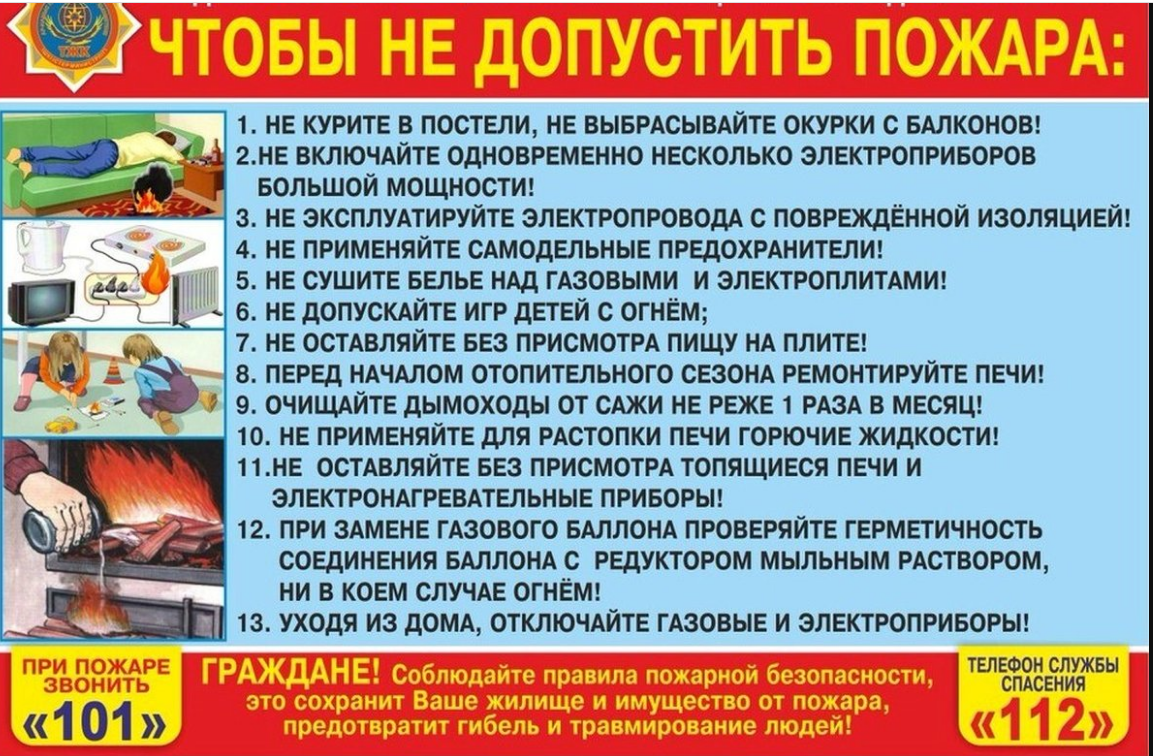 ЧТОБЫ НЕ ДОПУСТИТЬ ПОЖАРА:
1. НЕ КУРИТЕ В ПОСТЕЛИ, НЕ ВЫБРАСЫВАЙТЕ ОКУРКИ С БАЛКОНОВ!
2.НЕ ВКЛЮЧАЙТЕ ОДНОВРЕМЕННО НЕСКОЛЬКО ЭЛЕКТРОПРИБОРОВ
БОЛЬШОЙ МОЩНОСТИ!
3. НЕ ЭКСПЛУАТИРУЙТЕ ЭЛЕКТРОПРОВОДА С ПОВРЕЖДЁННОЙ ИЗОЛЯЦИЕЙ!
4. НЕ ПРИМЕНЯЙТЕ САМОДЕЛЬНЫЕ ПРЕДОХРАНИТЕЛИ!
5. НЕ СУШИТЕ БЕЛЬЕ НАД ГАЗОВЫМИ И ЭЛЕКТРОПЛИТАМИ!
6. НЕ ДОПУСКАЙТЕ ИГР ДЕТЕЙ С ОГНЁМ;
7. НЕ ОСТАВЛЯЙТЕ БЕЗ ПРИСМОТРА ПИЩУ НА ПЛИТЕ!
8. ПЕРЕД НАЧАЛОМ ОТОПИТЕЛЬНОГО СЕЗОНА РЕМОНТИРУЙТЕ ПЕЧИ!
9. ОЧИЩАЙТЕ ДЫМОХОДЫ ОТ САЖИ НЕ РЕЖЕ 1 РАЗА В МЕСЯЦ!
10. НЕ ПРИМЕНЯЙТЕ ДЛЯ РАСТОПКИ ПЕЧИ ГОРЮЧИЕ ЖИДКОСТИ!
11.НЕ ОСТАВЛЯЙТЕ БЕЗ ПРИСМОТРА ТОПЯЩИЕСЯ ПЕЧИ И
ЭЛЕКТРОНАГРЕВАТЕЛЬНЫЕ ПРИБОРЫ!
12. ПРИ ЗАМЕНЕ ГАЗОВОГО БАЛЛОНА ПРОВЕРЯЙТЕ ГЕРМЕТИЧНОСТЬ
СОЕДИНЕНИЯ БАЛЛОНА С РЕДУКТОРОМ МЫЛЬНЫМ РАСТВОРОМ,
НИ В КОЕМ СЛУЧАЕ ОГНЁМ!
13. УХОДЯ ИЗ ДОМА, ОТКЛЮЧАЙТЕ ГАЗОВЫЕ И ЭЛЕКТРОПРИБОРЫ!
ПРИ ПОЖАРЕ
ЗВОНИТЬ
«101»
ГРАЖДАНЕ! Соблюдайте правила пожарной безопасности,
это сохранит Ваше жилище и имущество от пожара,
предотвратит гибель и травмирование людей!
ТЕЛЕФОН СЛУЖБЫ
СПАСЕНИЯ
«112»